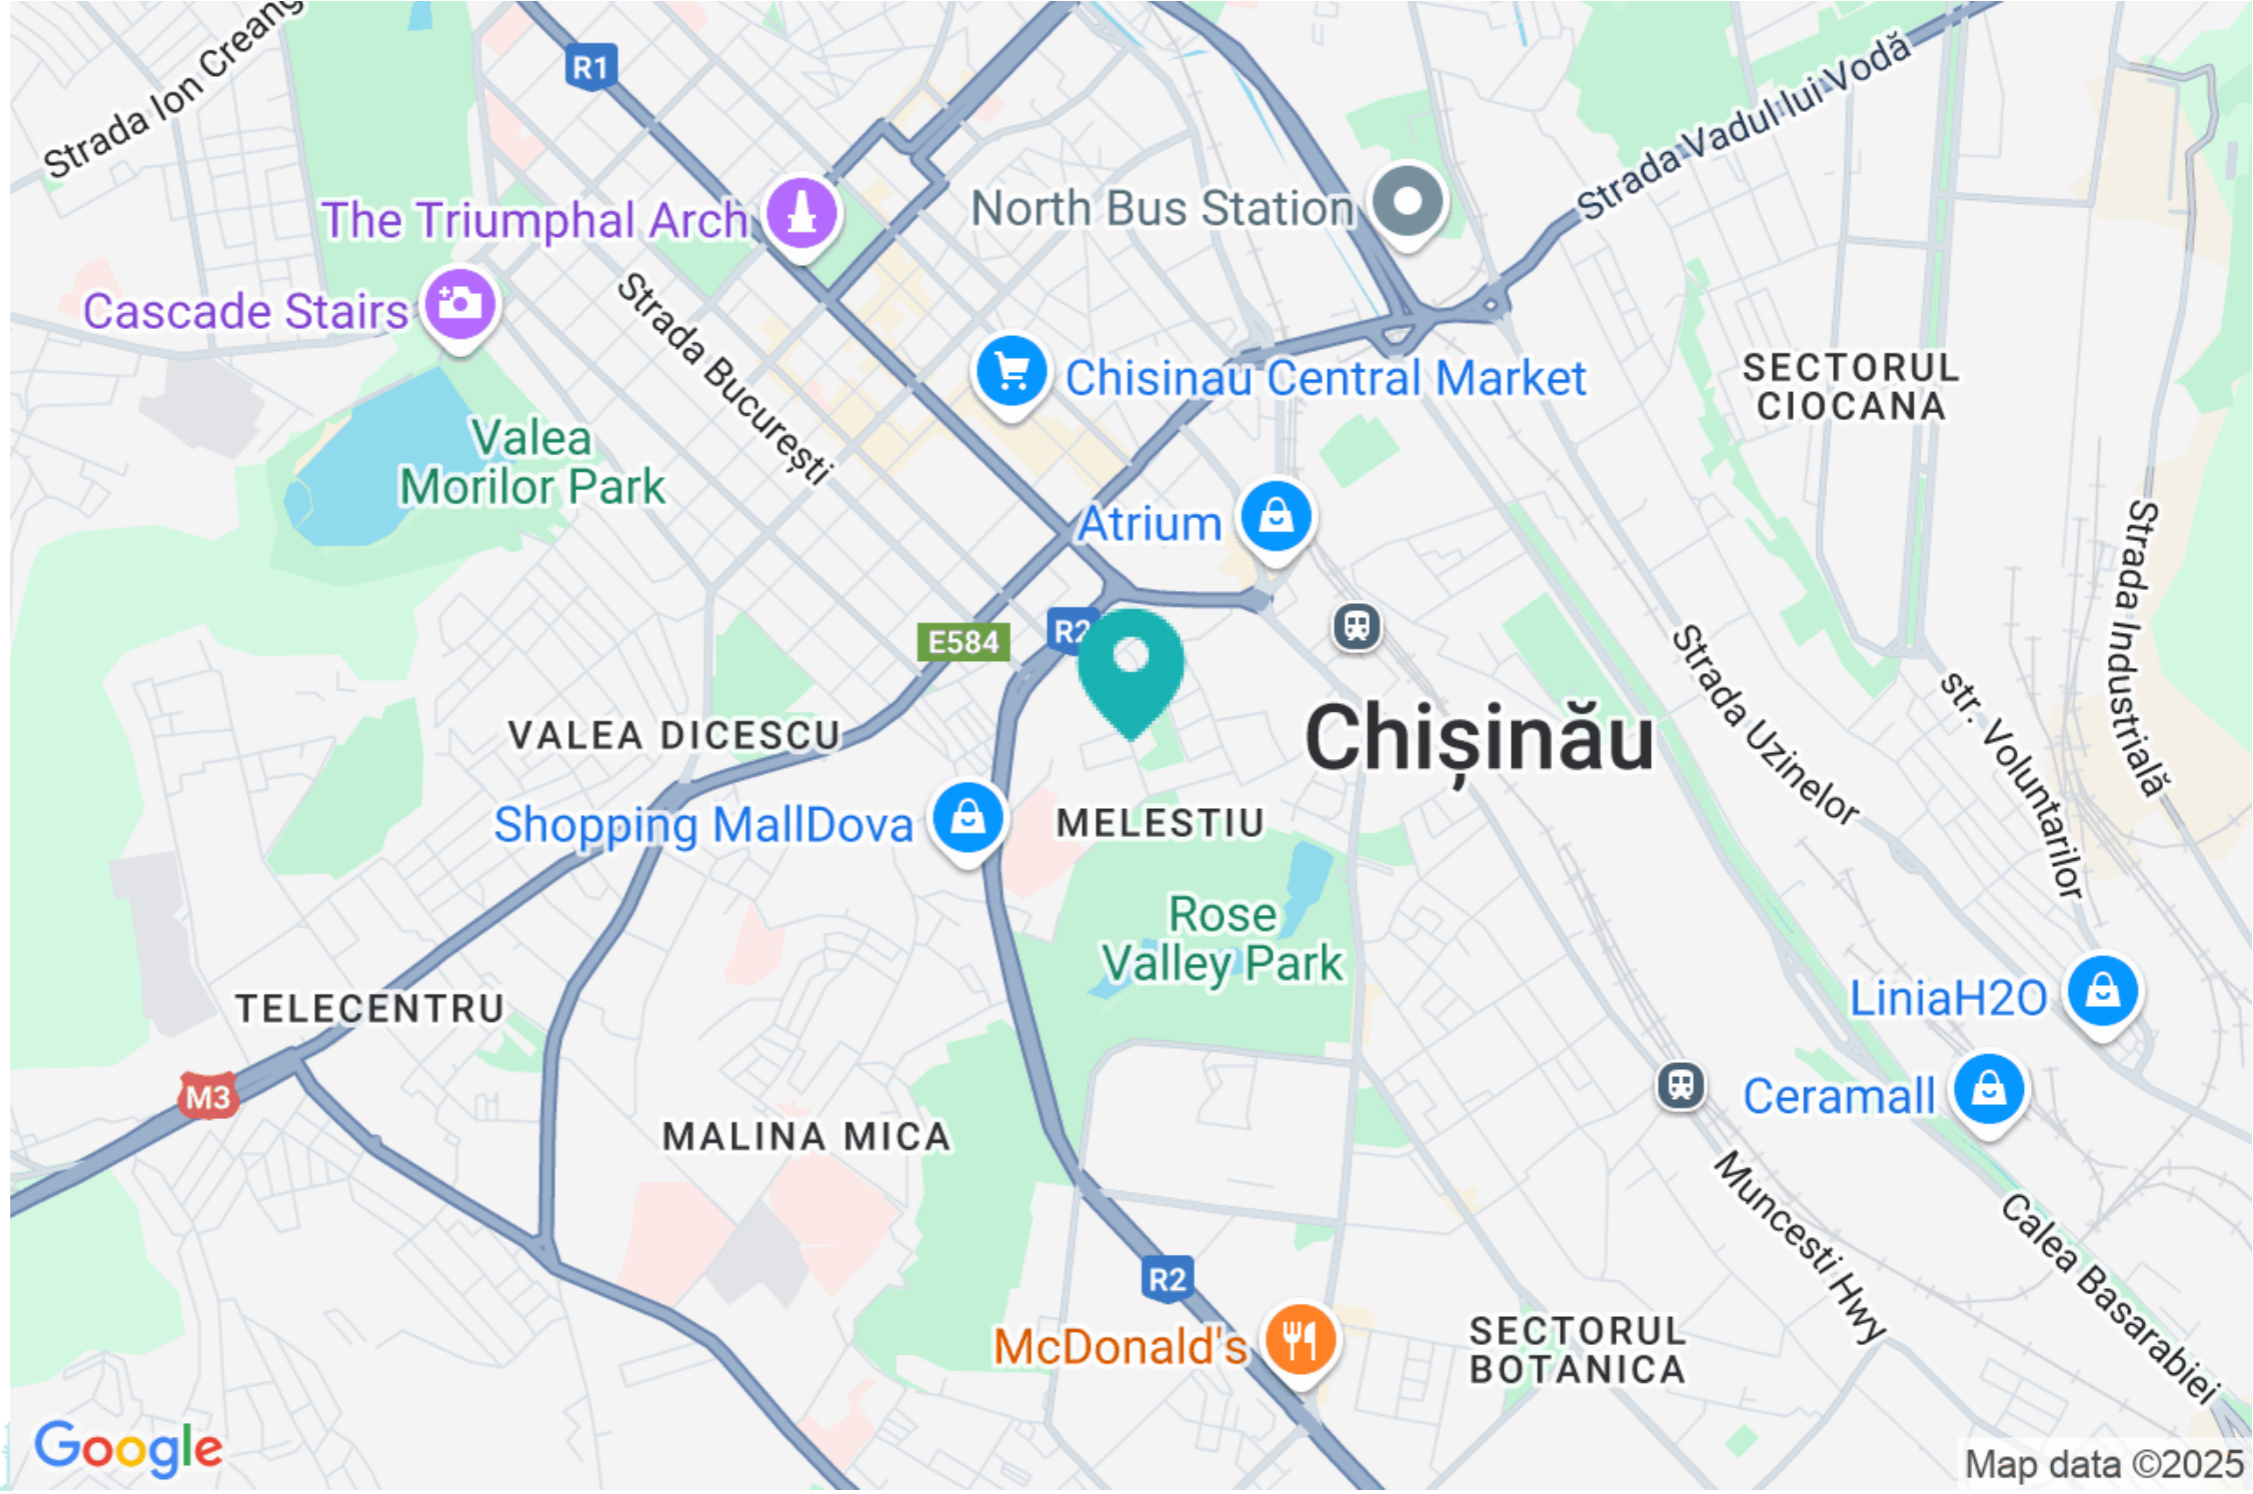 Strada Ion Creang
R1
Strada Vadul lui Vodă
The Triumphal Arch
North Bus Station
Cascade Stairs
Strada București
Chisinau Central Market
SECTORUL
CIOCANA
Valea
Morilor Park
Atrium
Strada Industrială
E584
R2
Strada Uzinelor
str. Voluntarilor
VALEA DICESCU
Chișinău
Shopping MallDova
MELESTIU
Rose
Valley Park
TELECENTRU
LiniaH2O
M3
Ceramall
MALINA MICA
Muncesti Hwy
Calea Basarabiei
R2
McDonald's
SECTORUL
BOTANICA
Google
Map data ©2025